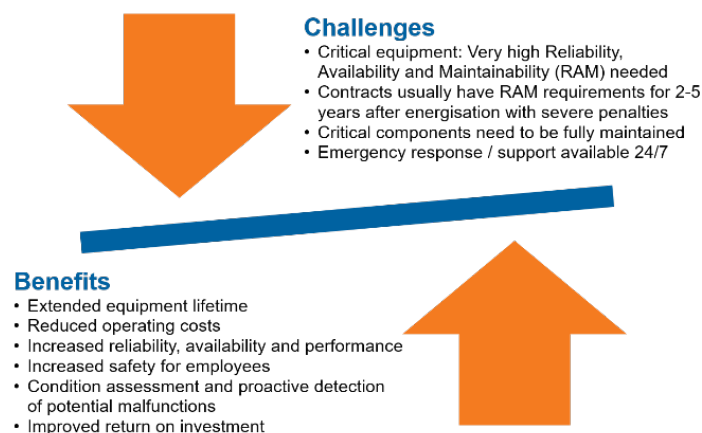 Challenges
• Critical equipment: Very high Reliability,
Availability and Maintainability (RAM) needed
• Contracts usually have RAM requirements for 2-5
years after energisation with severe penalties
• Critical components need to be fully maintained
• Emergency response / support available 24/7
Benefits
• Extended equipment lifetime
• Reduced operating costs
• Increased reliability, availability and performance
• Increased safety for employees
• Condition assessment and proactive detection
of potential malfunctions
• Improved return on investment